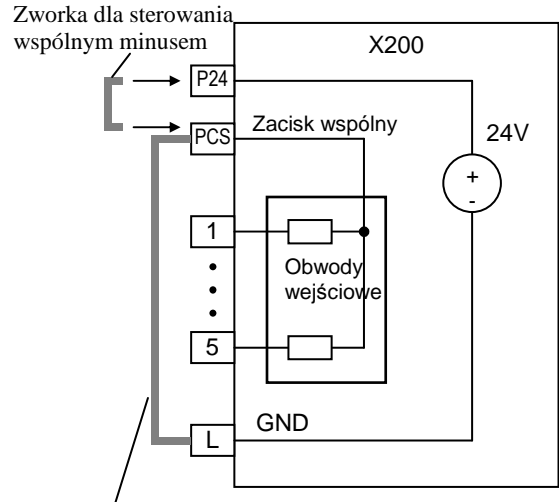 Zworka dla sterowania
wspólnym minusem
X200
P24
PCS
Zacisk wspólny
24V
+
-
1
Obwody
wejściowe
5
L
GND